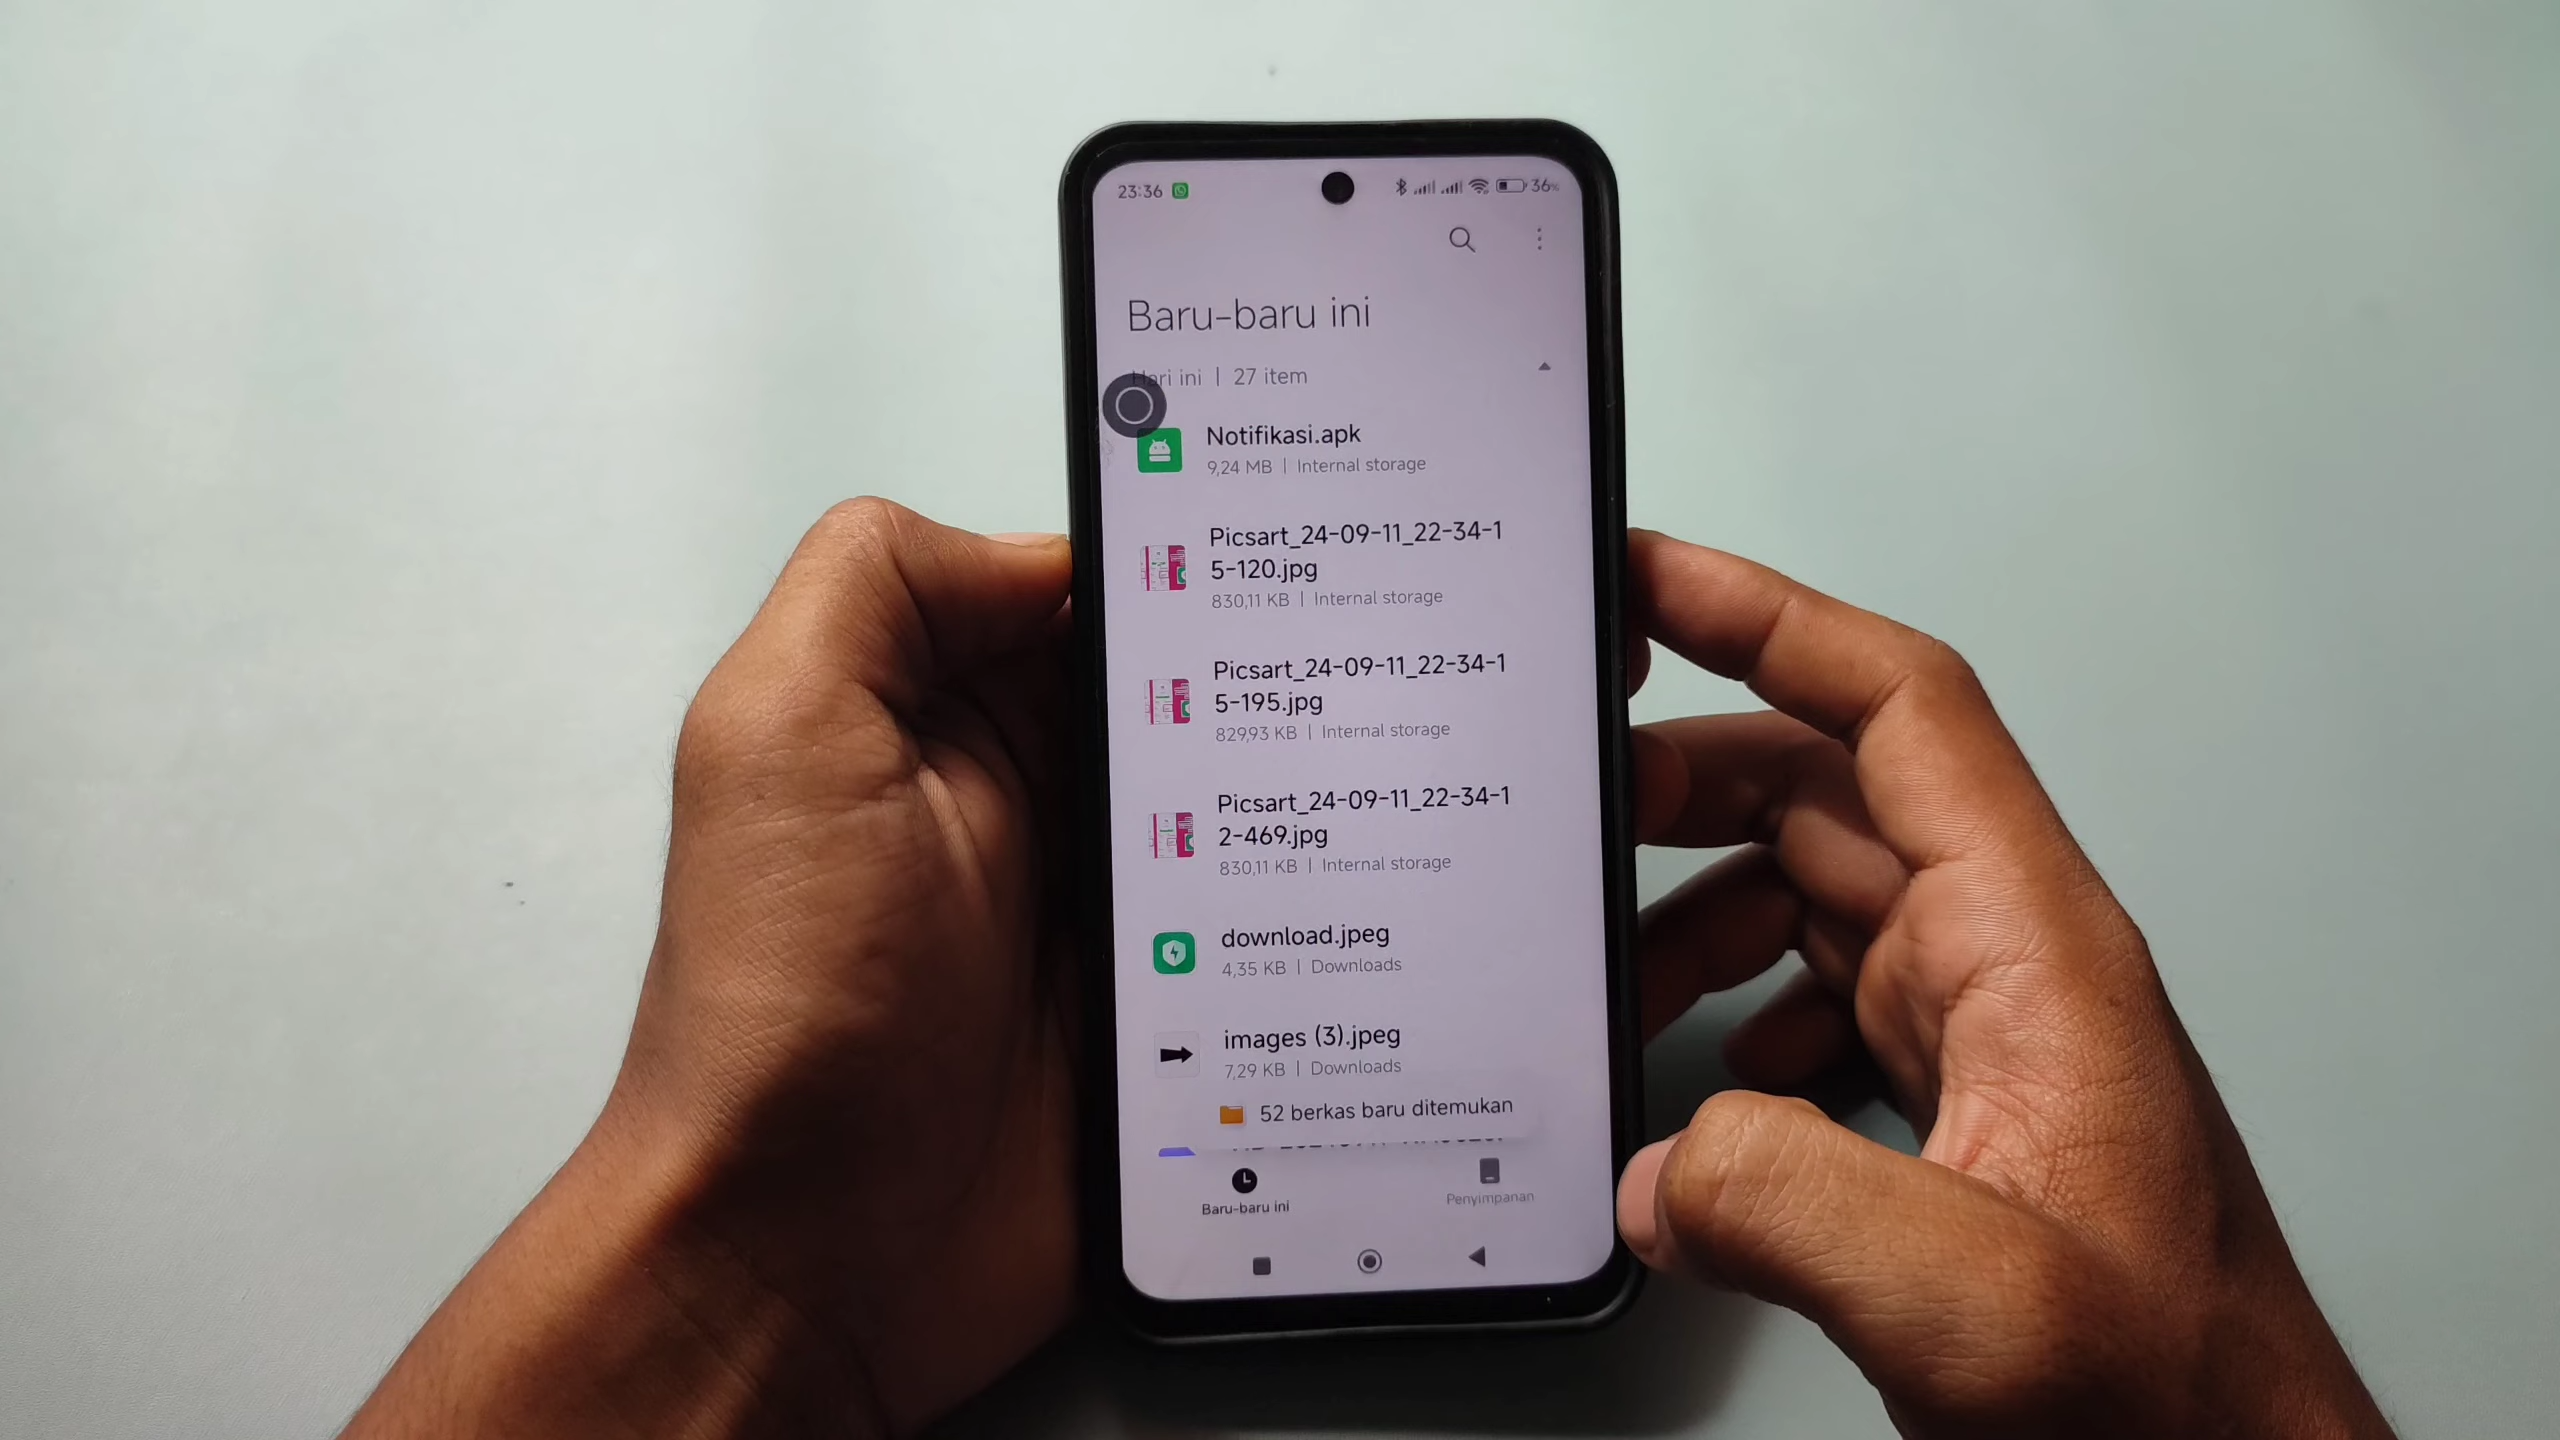 23:36
36%
Baru-baru ini
Hari ini | 27 item
Notifikasi.apk
9,24 MB | Internal storage
Picsart_24-09-11_22-34-1
5-120.jpg
830,11 KB | Internal storage
Picsart_24-09-11_22-34-1
5-195.jpg
829,93 KB | Internal storage
Picsart_24-09-11_22-34-1
2-469.jpg
830,11 KB | Internal storage
download.jpeg
4,35 KB | Downloads
images (3).jpeg
7,29 KB | Downloads
52 berkas baru ditemukan
Baru-baru ini
Penyimpanan